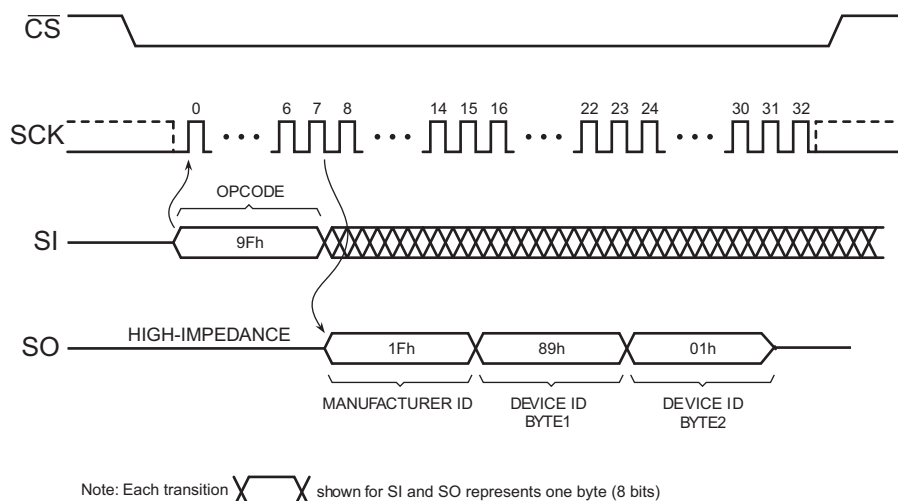 CS
0 6 7 8 14 15 16 22 23 24 30 31 32
SCK
OPCODE
SI
9Fh
HIGH-IMPEDANCE
SO
1Fh 89h 01h
MANUFACTURER ID DEVICE ID DEVICE ID
BYTE1 BYTE2
Note: Each transition shown for SI and SO represents one byte (8 bits)